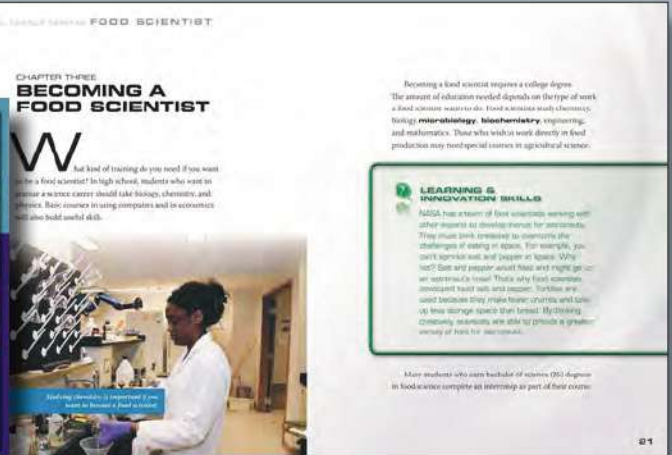 FOOD SCIENTIST
CHAPTER THREE
BECOMING A
FOOD SCIENTIST
What kind of training do you need if you want
to be a food scientist? In high school, students who want to
pursue a science career should take biology, chemistry, and
physics. Basic courses in using computers and in economics
will also build useful skills.
Studying chemistry is important if you
want to become a food scientist.
Becoming a food scientist requires a college degree.
The amount of education needed depends on the type of work
a food scientist wants to do. Food scientists study chemistry,
biology, microbiology, biochemistry, engineering,
and mathematics. Those who wish to work directly in food
production may need special courses in agricultural science.
LEARNING &
INNOVATION SKILLS
NASA has a team of food scientists working with
other experts to develop menus for astronauts.
They must think creatively to overcome the
challenges of eating in space. For example, you
can't sprinkle salt and pepper in space. Why
not? Salt and pepper would float and might go up
an astronaut's nose! That's why food scientists
developed liquid salt and pepper. Tortillas are
used because they make fewer crumbs and take
up less storage space than bread. By thinking
creatively, scientists are able to provide a greater
variety of food for astronauts.
Many students who earn bachelor of science (BS) degrees
in food science complete an internship as part of their course
21